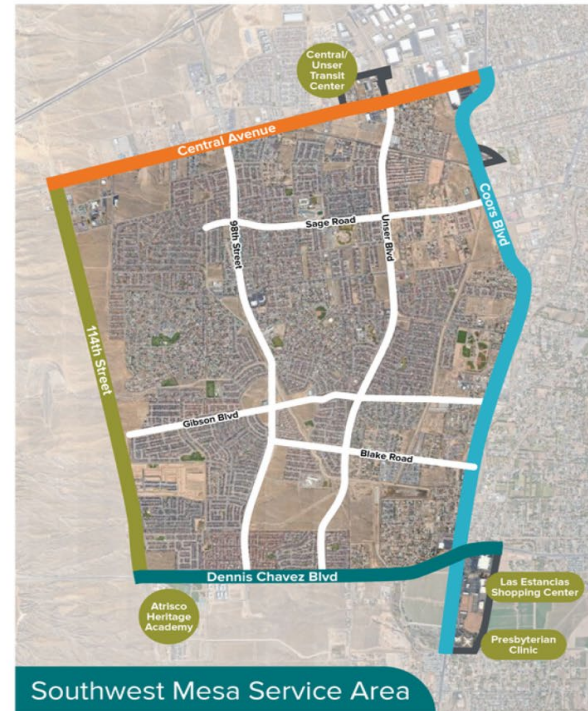 Central/
Unser
Transit
Center
Central Avenue
98th Street
Sage Road
Unser Blvd
Coors Blvd
114th Street
Gibson Blvd
Blake Road
Dennis Chavez Blvd
Atrisco
Heritage
Academy
Las Estancias
Shopping Center
Presbyterian
Clinic
Southwest Mesa Service Area